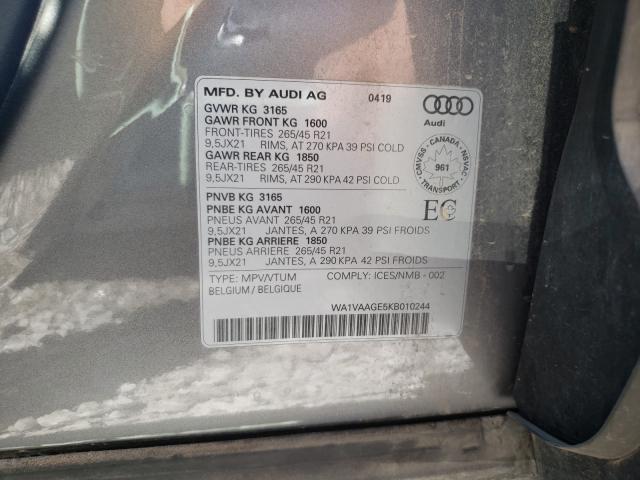 MFD. BY AUDI AG 0419
Audi
GVWR KG 3165
GAWR FRONT KG 1600
FRONT-TIRES 265/45 R21
9,5JX21 RIMS, AT 270 KPA 39 PSI COLD
GAWR REAR KG 1850
REAR-TIRES 265/45 R21
9,5JX21 RIMS, AT 290 KPA 42 PSI COLD
CMVSS - CANADA - NSVAC
961
TRANSPORT
PNVB KG 3165
PNBE KG AVANT 1600
PNEUS AVANT 265/45 R21
9,5JX21 JANTES, A 270 KPA 39 PSI FROIDS
PNBE KG ARRIERE 1850
PNEUS ARRIERE 265/45 R21
9,5JX21 JANTES, A 290 KPA 42 PSI FROIDS
EC
TYPE: MPV/VTUM COMPLY: ICES/NMB - 002
BELGIUM / BELGIQUE
WA1VAAGE5KB010244